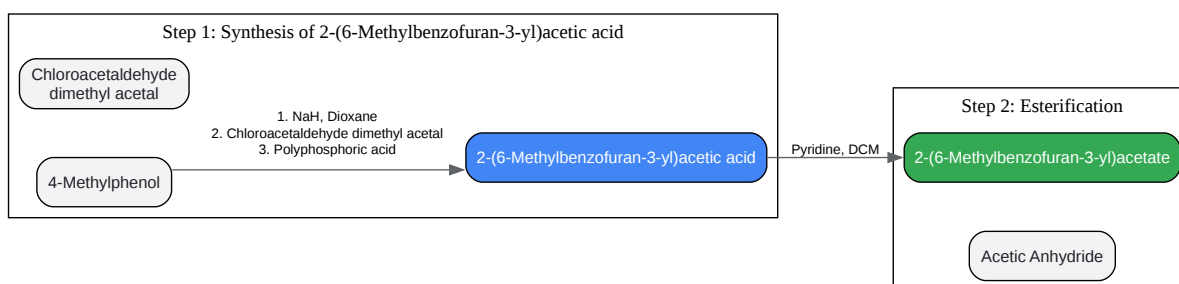 Step 1: Synthesis of 2-(6-Methylbenzofuran-3-yl)acetic acid
Chloroacetaldehyde
dimethyl acetal
4-Methylphenol
1. NaH, Dioxane
2. Chloroacetaldehyde dimethyl acetal
3. Polyphosphoric acid
2-(6-Methylbenzofuran-3-yl)acetic acid
Pyridine, DCM
Step 2: Esterification
2-(6-Methylbenzofuran-3-yl)acetate
Acetic Anhydride